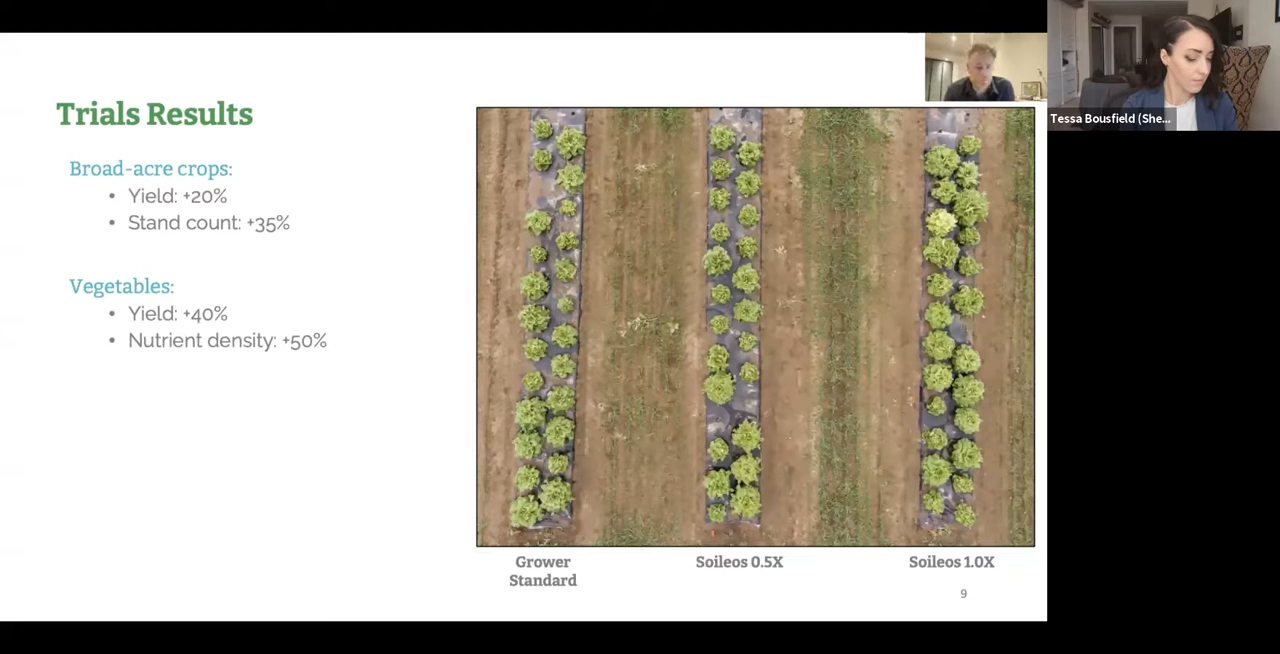 Trials Results
Broad-acre crops:
• Yield: +20%
• Stand count: +35%
Vegetables:
• Yield: +40%
• Nutrient density: +50%
Grower
Standard
Soileos 0.5X
Soileos 1.0X
9
Tessa Bousfield (She...